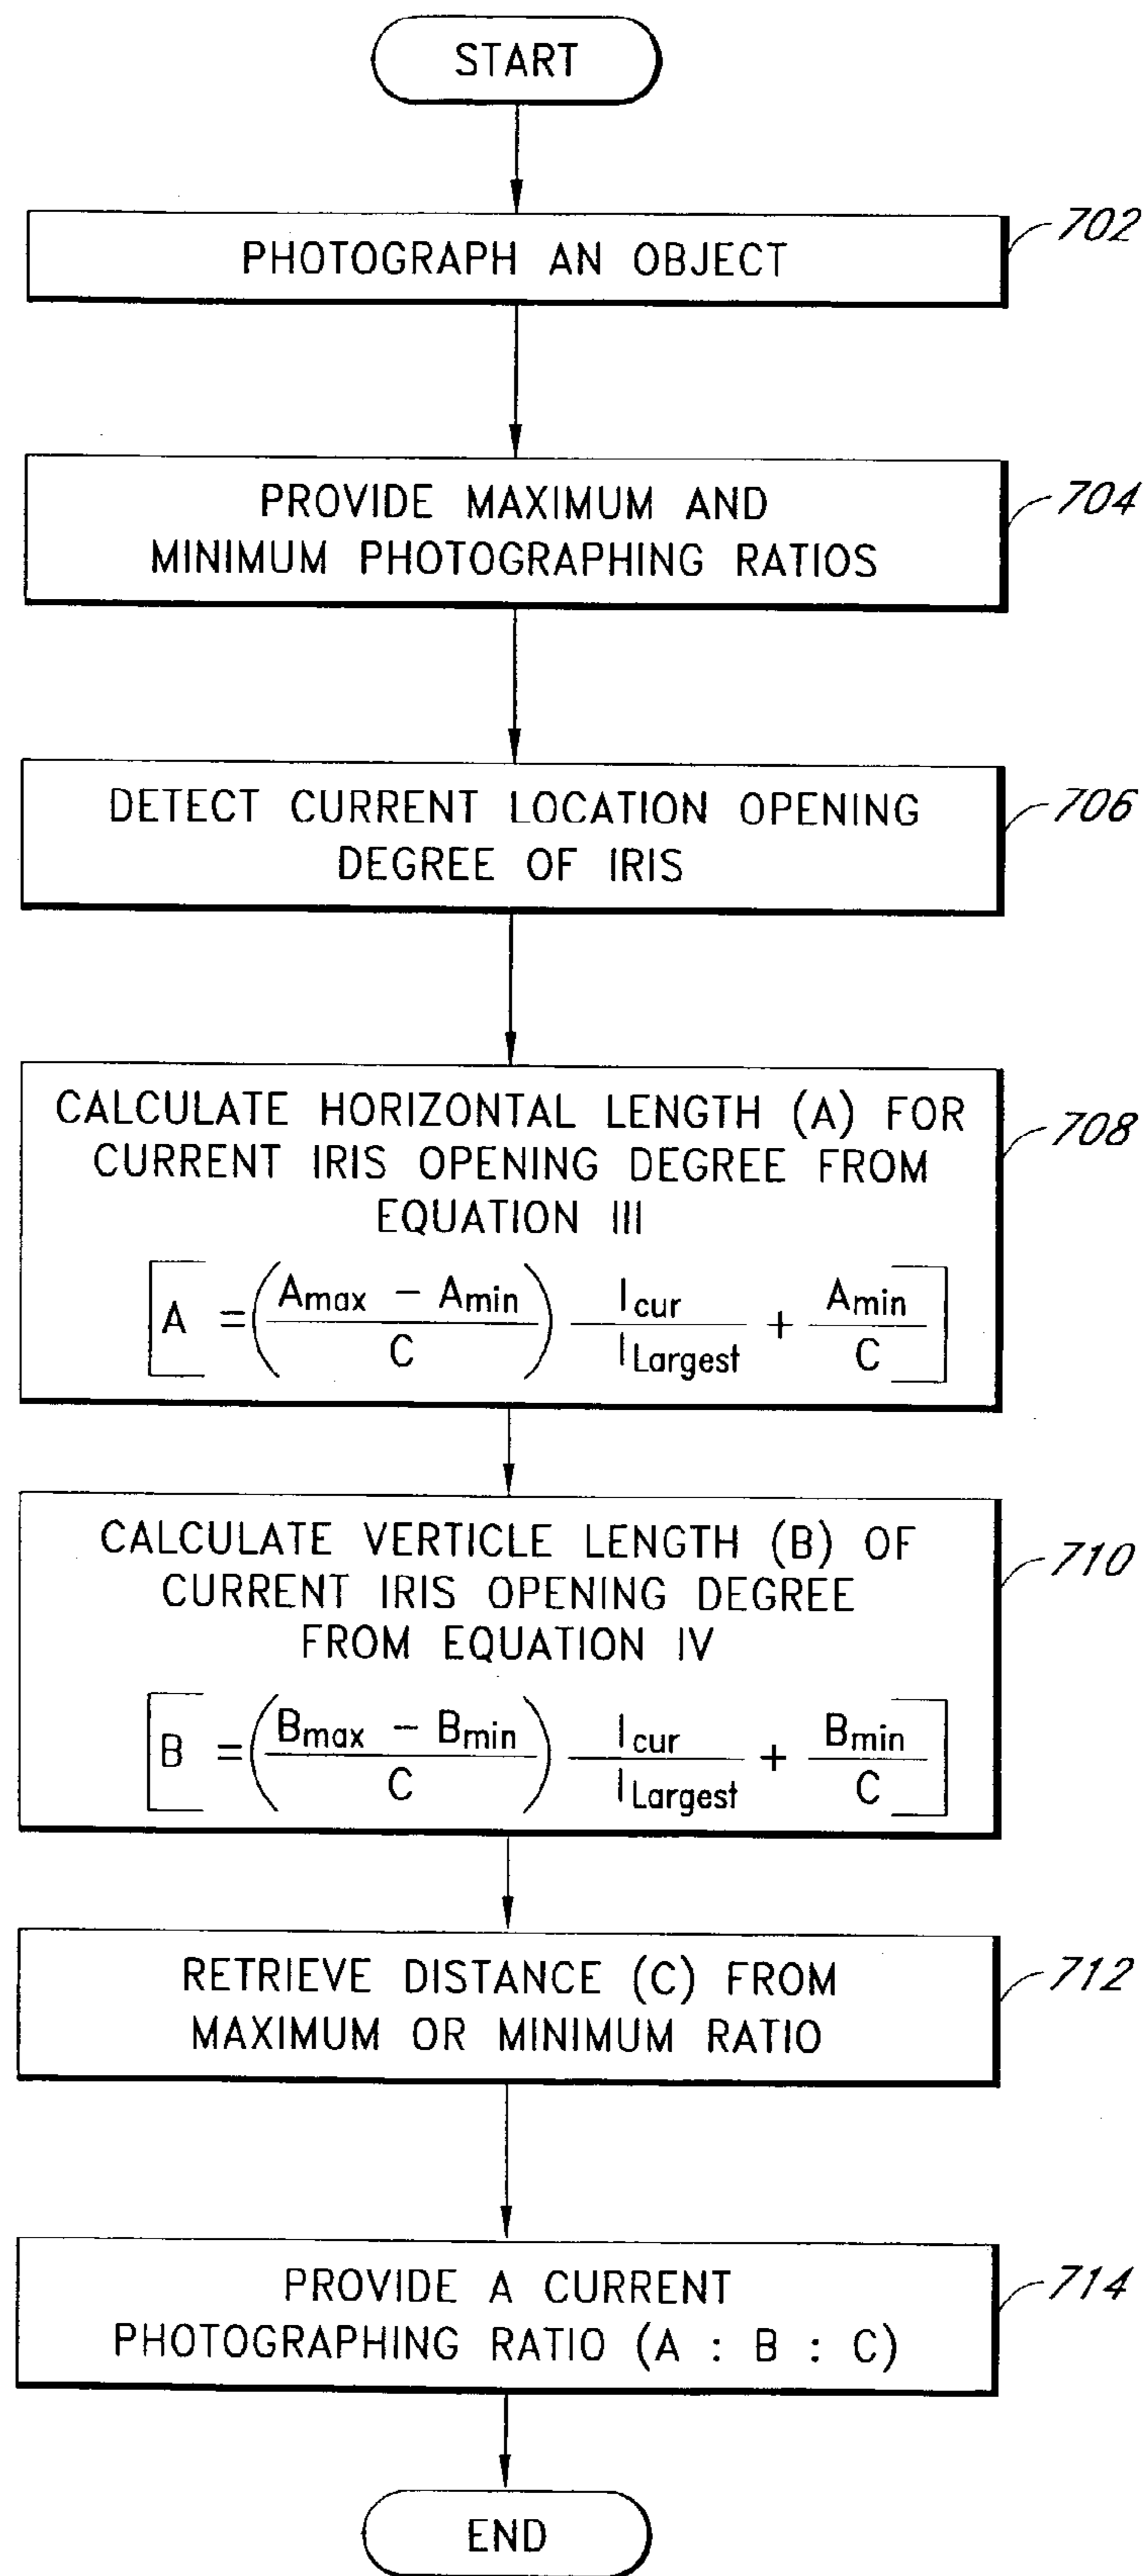 START
PHOTOGRAPH AN OBJECT
702
PROVIDE MAXIMUM AND
MINIMUM PHOTOGRAPHING RATIOS
704
DETECT CURRENT LOCATION OPENING
DEGREE OF IRIS
706
CALCULATE HORIZONTAL LENGTH (A) FOR
CURRENT IRIS OPENING DEGREE FROM
EQUATION III
[A = ((Amax - Amin)/C) Icur/ILargest + Amin/C]
708
CALCULATE VERTICLE LENGTH (B) OF
CURRENT IRIS OPENING DEGREE
FROM EQUATION IV
[B = ((Bmax - Bmin)/C) Icur/ILargest + Bmin/C]
710
RETRIEVE DISTANCE (C) FROM
MAXIMUM OR MINIMUM RATIO
712
PROVIDE A CURRENT
PHOTOGRAPHING RATIO (A : B : C)
714
END